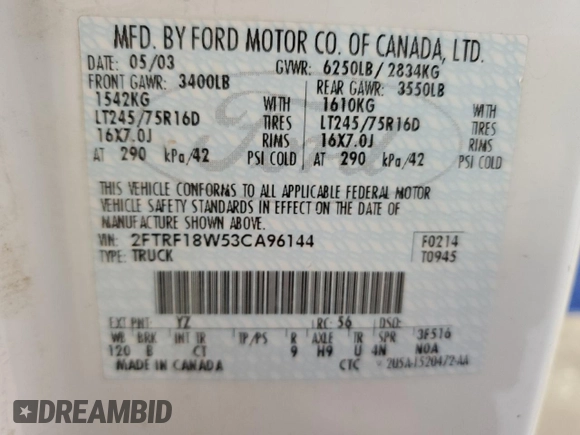 MFD. BY FORD MOTOR CO. OF CANADA, LTD.
DATE: 05/03 GVWR: 6250LB/ 2834KG
FRONT GAWR: 3400LB REAR GAWR: 3550LB
1542KG WITH 1610KG WITH
LT245/75R16D TIRES LT245/75R16D TIRES
16X7.0J RIMS 16X7.0J RIMS
AT 290 kPa/42 PSI COLD AT 290 kPa/42 PSI COLD
THIS VEHICLE CONFORMS TO ALL APPLICABLE FEDERAL MOTOR
VEHICLE SAFETY STANDARDS IN EFFECT ON THE DATE OF
MANUFACTURE SHOWN ABOVE.
VIN: 2FTRF18W53CA96144 F0214
TYPE: TRUCK T0945
EXT PNT: YZ RC: 56 DSO:
WB BRK INT TR TP/PS R AXLE TR SPR 3F516
120 B CT 9 H9 U 4N NOA
MADE IN CANADA CTC
Ford
DREAMBID